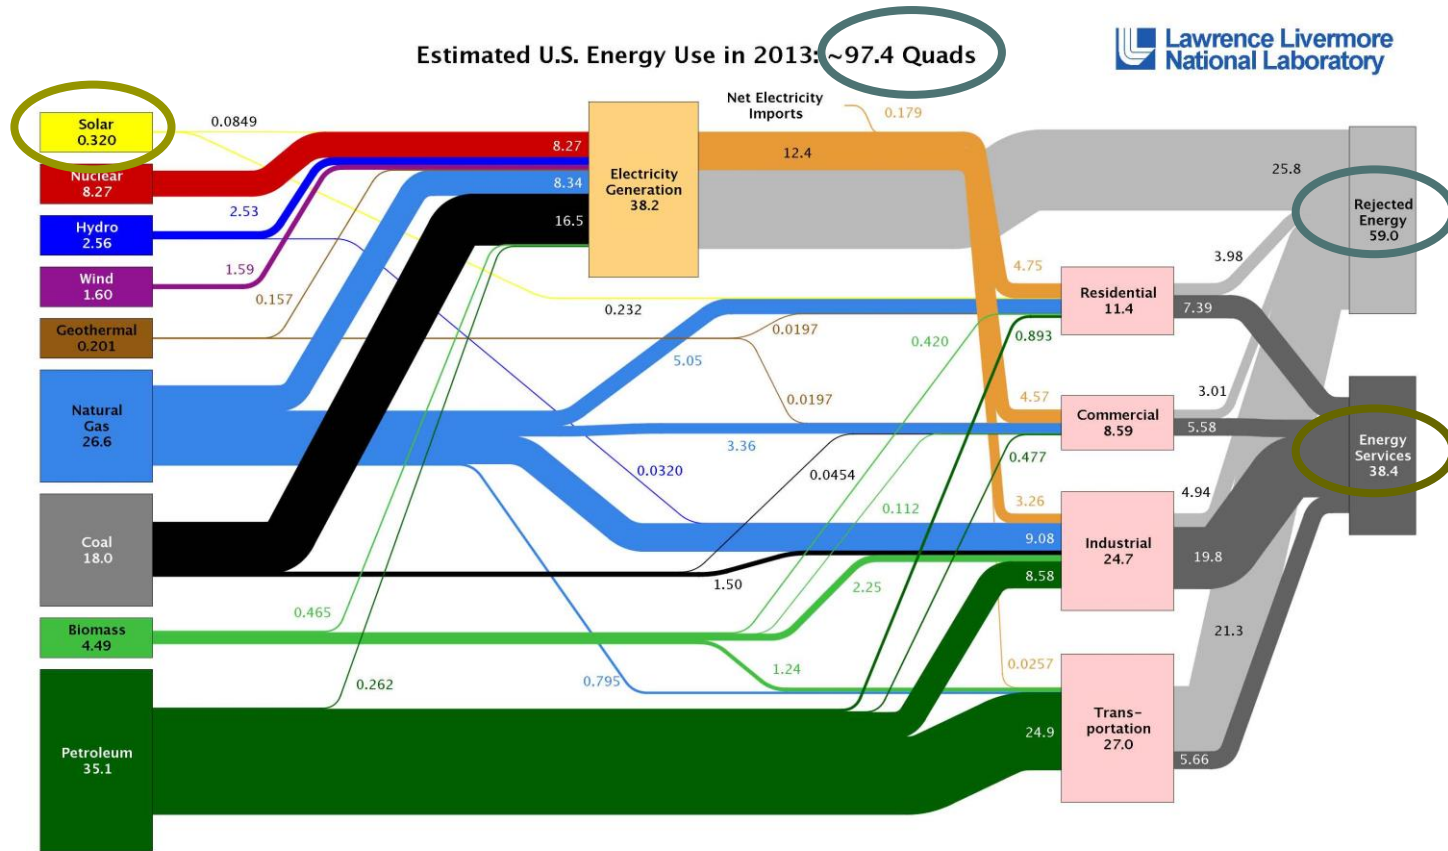 Estimated U.S. Energy Use in 2013: ~97.4 Quads
Lawrence Livermore
National Laboratory
Net Electricity
Imports
0.179
Solar
0.320
0.0849
Nuclear
8.27
8.27
Hydro
2.56
2.53
Wind
1.60
1.59
Geothermal
0.201
0.157
Natural
Gas
26.6
8.34
Coal
18.0
16.5
Biomass
4.49
0.465
Petroleum
35.1
0.262
Electricity
Generation
38.2
12.4
25.8
0.232
0.0197
5.05
0.0197
3.36
0.0320
0.0454
0.112
0.420
0.893
1.50
2.25
1.24
0.795
0.477
4.75
4.57
3.26
9.08
8.58
0.0257
24.9
Residential
11.4
Commercial
8.59
Industrial
24.7
Trans-
portation
27.0
3.98
7.39
3.01
5.58
4.94
19.8
21.3
5.66
Rejected
Energy
59.0
Energy
Services
38.4